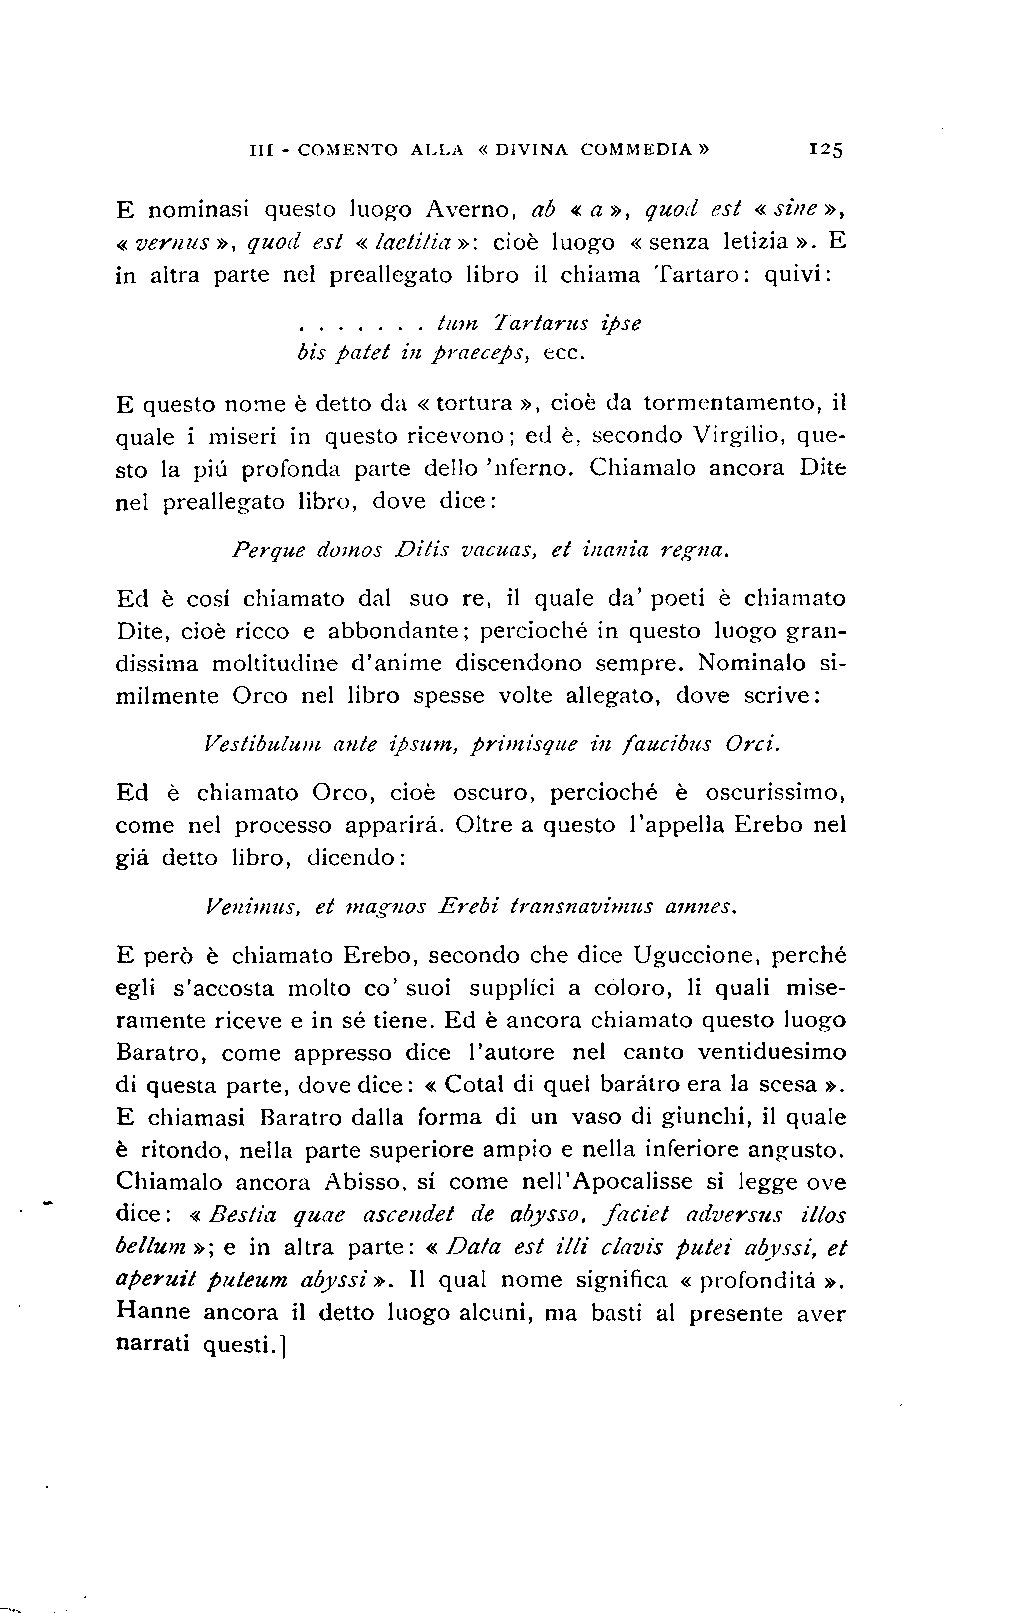 III - COMENTO ALLA « DIVINA COMMEDIA » 125
E nominasi questo luogo Averno, ab « a », quod est « sine »,
« vernus », quod est « laetitia »: cioè luogo « senza letizia ». E
in altra parte nel preallegato libro il chiama Tartaro: quivi:
. . . . . . . tum Tartarus ipse
bis patet in praeceps, ecc.
E questo nome è detto da « tortura », cioè da tormentamento, il
quale i miseri in questo ricevono; ed è, secondo Virgilio, que-
sto la piú profonda parte dello 'nferno. Chiamalo ancora Dite
nel preallegato libro, dove dice:
Perque domos Ditis vacuas, et inania regna.
Ed è cosí chiamato dal suo re, il quale da' poeti è chiamato
Dite, cioè ricco e abbondante; percioché in questo luogo gran-
dissima moltitudine d'anime discendono sempre. Nominalo si-
milmente Orco nel libro spesse volte allegato, dove scrive:
Vestibulum ante ipsum, primisque in faucibus Orci.
Ed è chiamato Orco, cioè oscuro, percioché è oscurissimo,
come nel processo apparirá. Oltre a questo l'appella Erebo nel
giá detto libro, dicendo:
Venimus, et magnos Erebi transnavimus amnes.
E però è chiamato Erebo, secondo che dice Uguccione, perché
egli s'accosta molto co' suoi supplíci a coloro, li quali mise-
ramente riceve e in sé tiene. Ed è ancora chiamato questo luogo
Baratro, come appresso dice l'autore nel canto ventiduesimo
di questa parte, dove dice: « Cotal di quel barátro era la scesa ».
E chiamasi Baratro dalla forma di un vaso di giunchi, il quale
è ritondo, nella parte superiore ampio e nella inferiore angusto.
Chiamalo ancora Abisso, sí come nell'Apocalisse si legge ove
dice: « Bestia quae ascendet de abysso, faciet adversus illos
bellum »; e in altra parte: « Data est illi clavis putei abyssi, et
aperuit puteum abyssi ». Il qual nome significa « profonditá ».
Hanne ancora il detto luogo alcuni, ma basti al presente aver
narrati questi.]